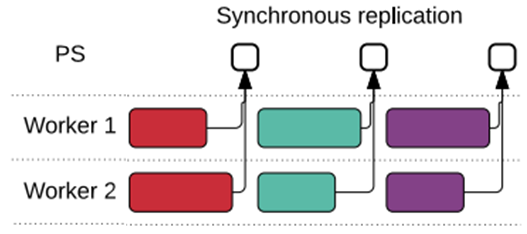 Synchronous replication
PS
Worker 1
Worker 2